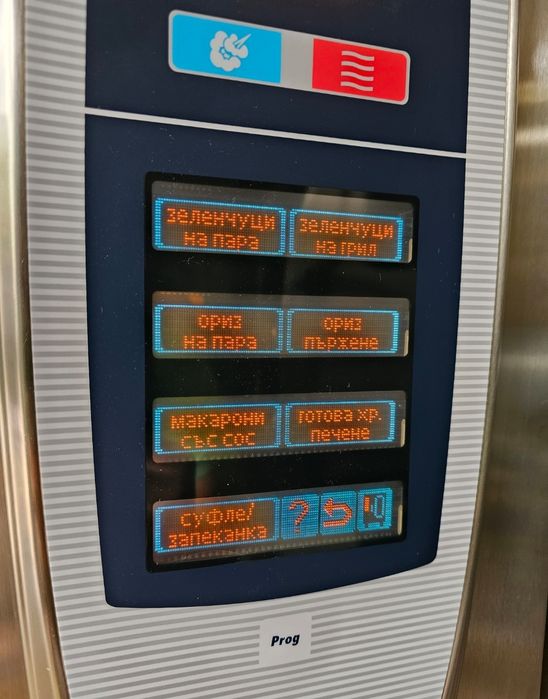 зеленчуци
на пара
зеленчуци
на грил
ориз
на пара
ориз
пържене
макарони
със сос
готова хр.
печене
суфле/
запеканка
?
Prog